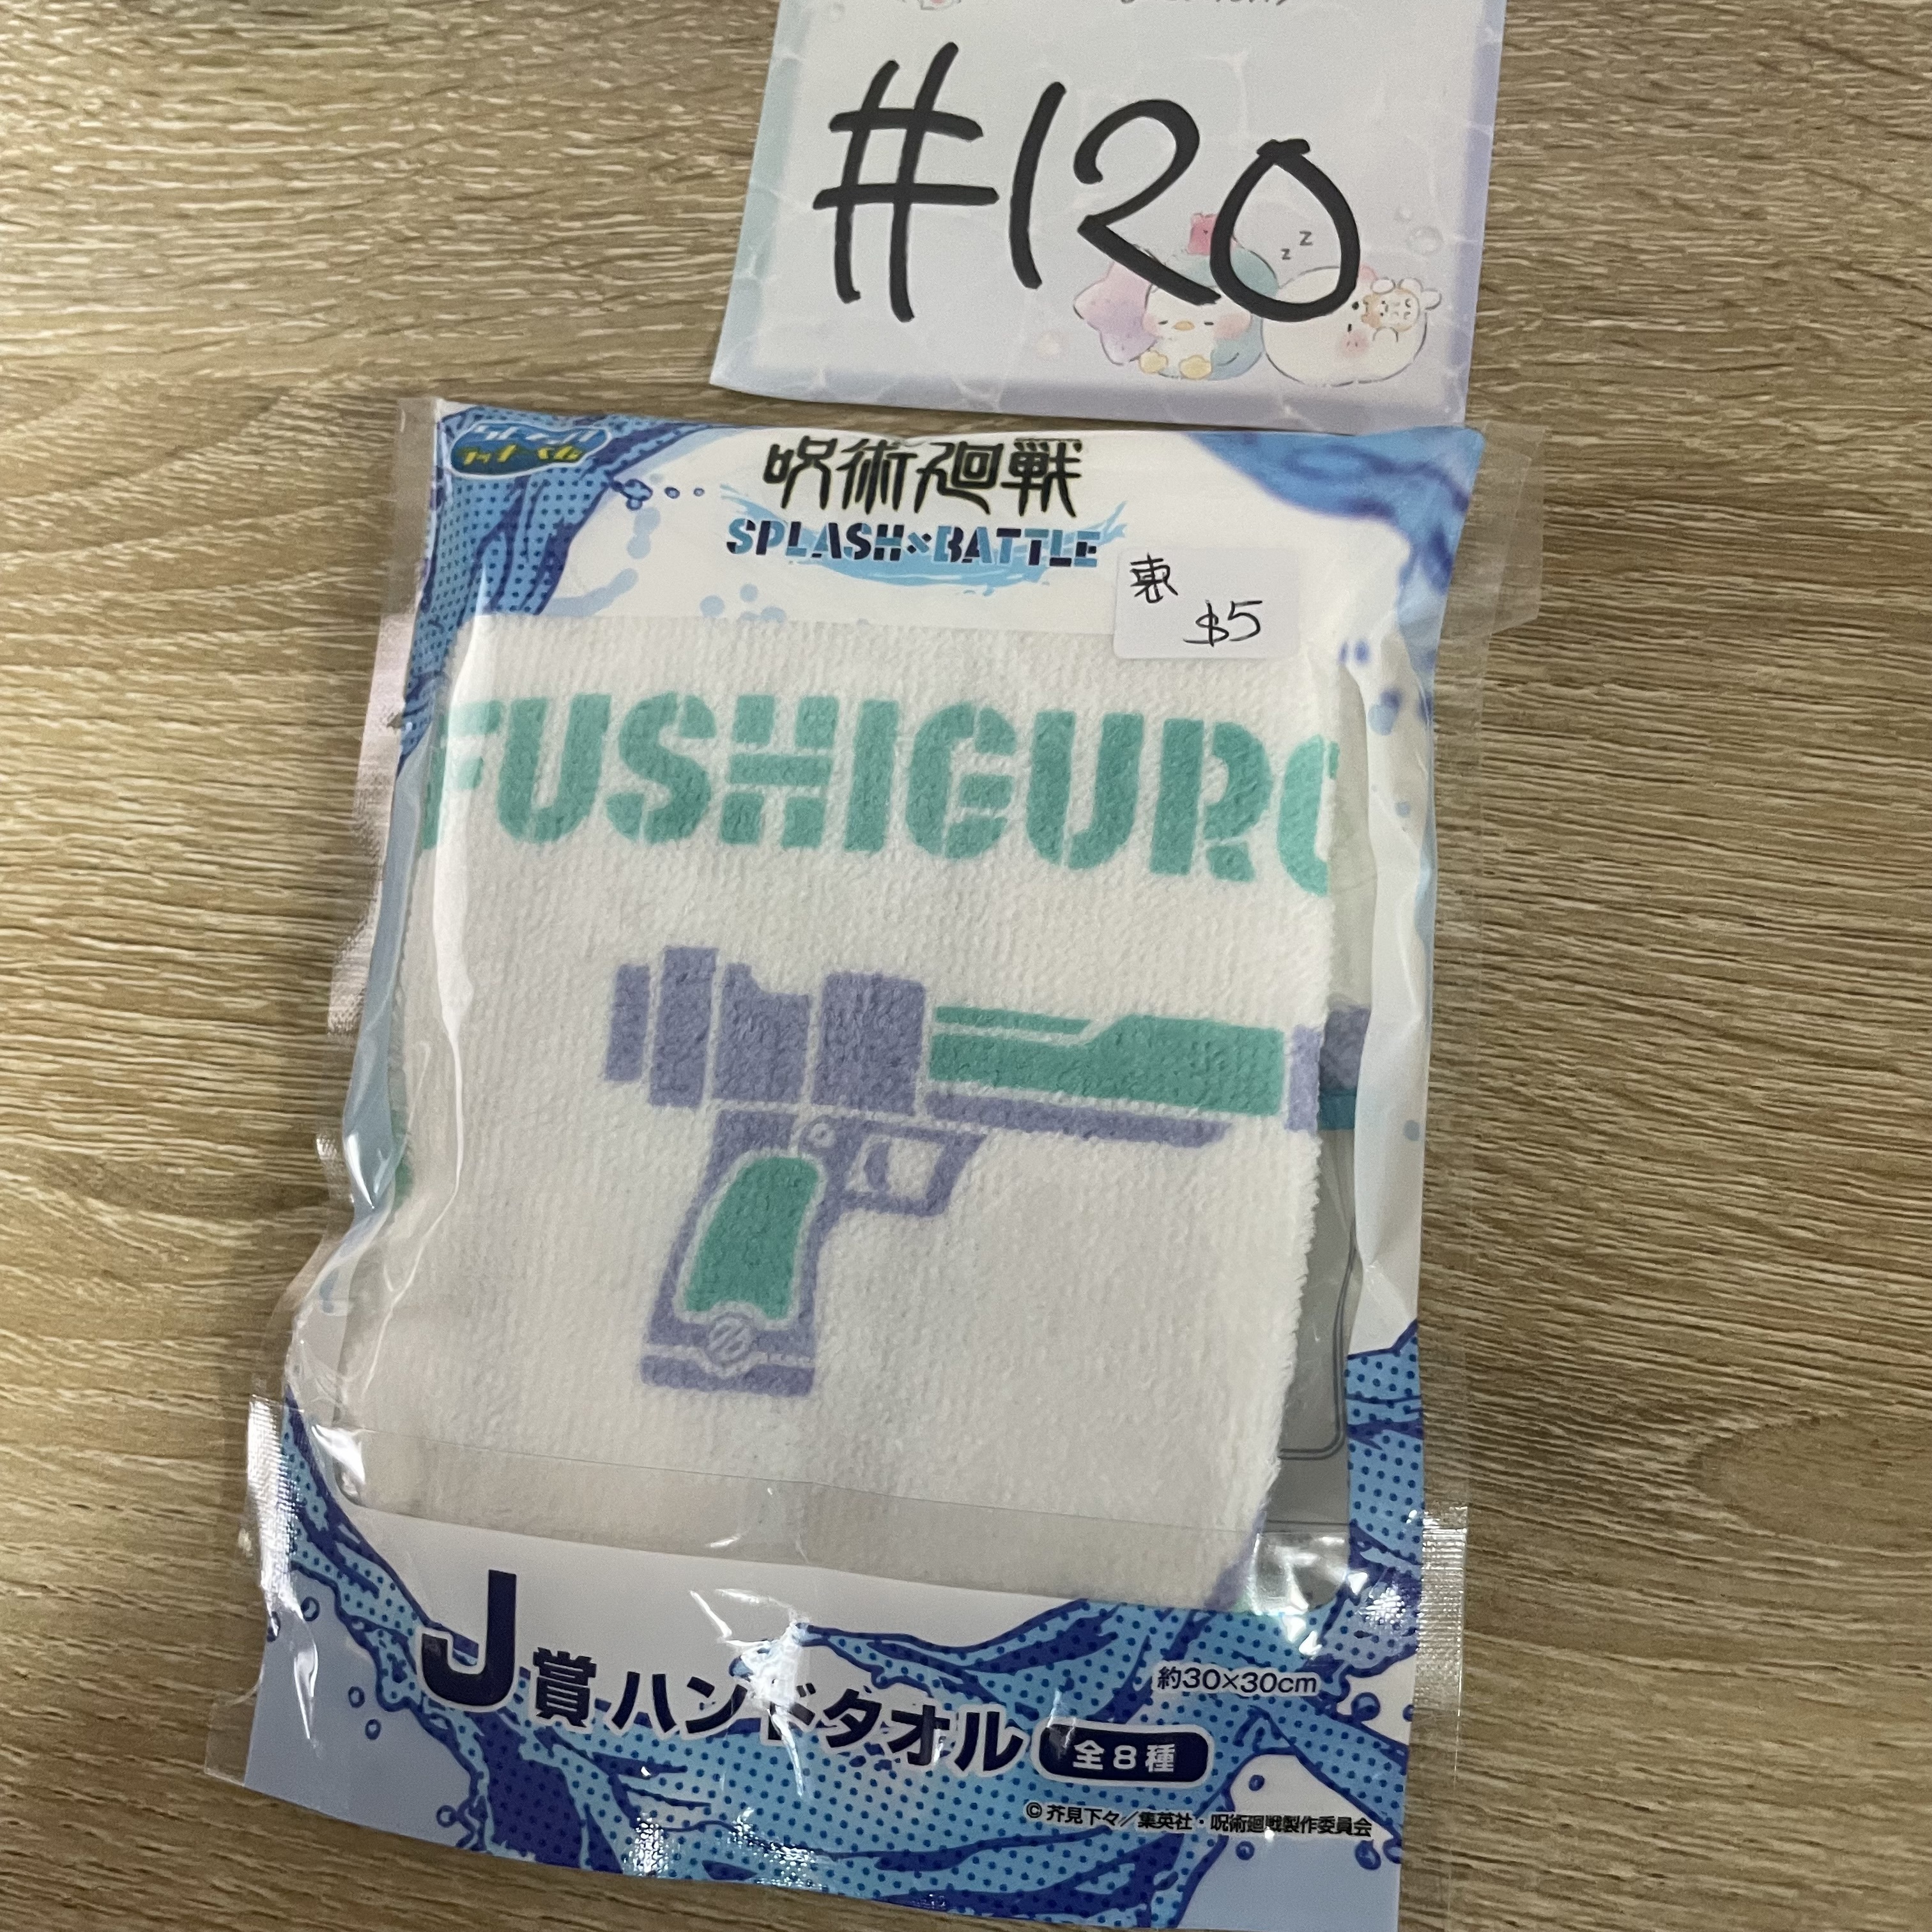 #120
z
z
呪術廻戦
SPLASH×BATTLE
恵
$5
FUSHIGURO
J賞 ハンドタオル 全8種
約30×30cm
©芥見下々/集英社・呪術廻戦製作委員会